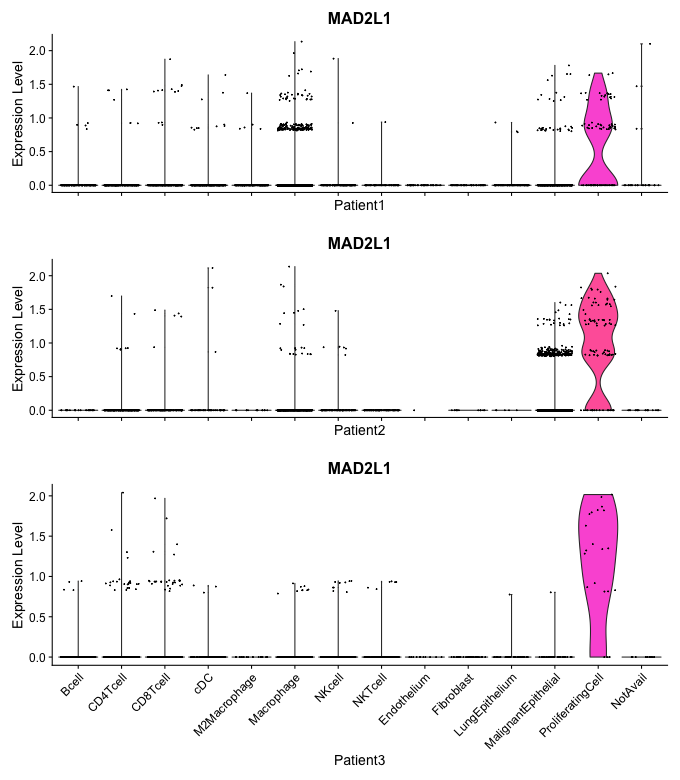 MAD2L1
Expression Level
2.0
1.5
1.0
0.5
0.0
Patient1
MAD2L1
Expression Level
2.0
1.5
1.0
0.5
0.0
Patient2
MAD2L1
Expression Level
2.0
1.5
1.0
0.5
0.0
Bcell
CD4Tcell
CD8Tcell
cDC
M2Macrophage
Macrophage
NKcell
NKTcell
Endothelium
Fibroblast
LungEpithelium
MalignantEpithelial
ProliferatingCell
NotAvail
Patient3